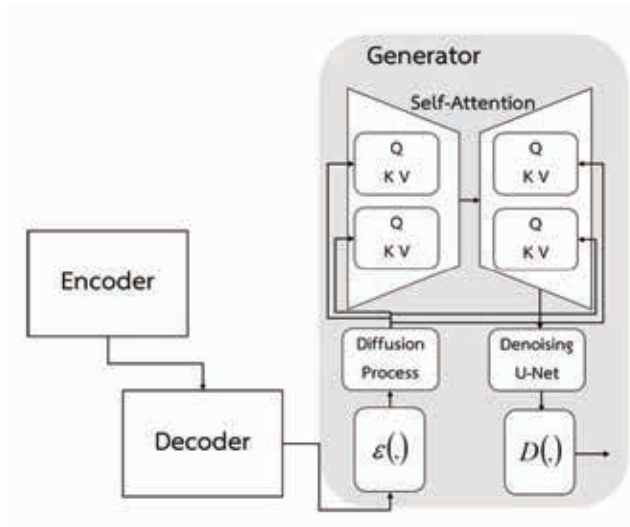 Generator
Self-Attention
Q
K V
Q
K V
Q
K V
Q
K V
Encoder
Decoder
Diffusion
Process
Denoising
U-Net
ε(.)
D(.)